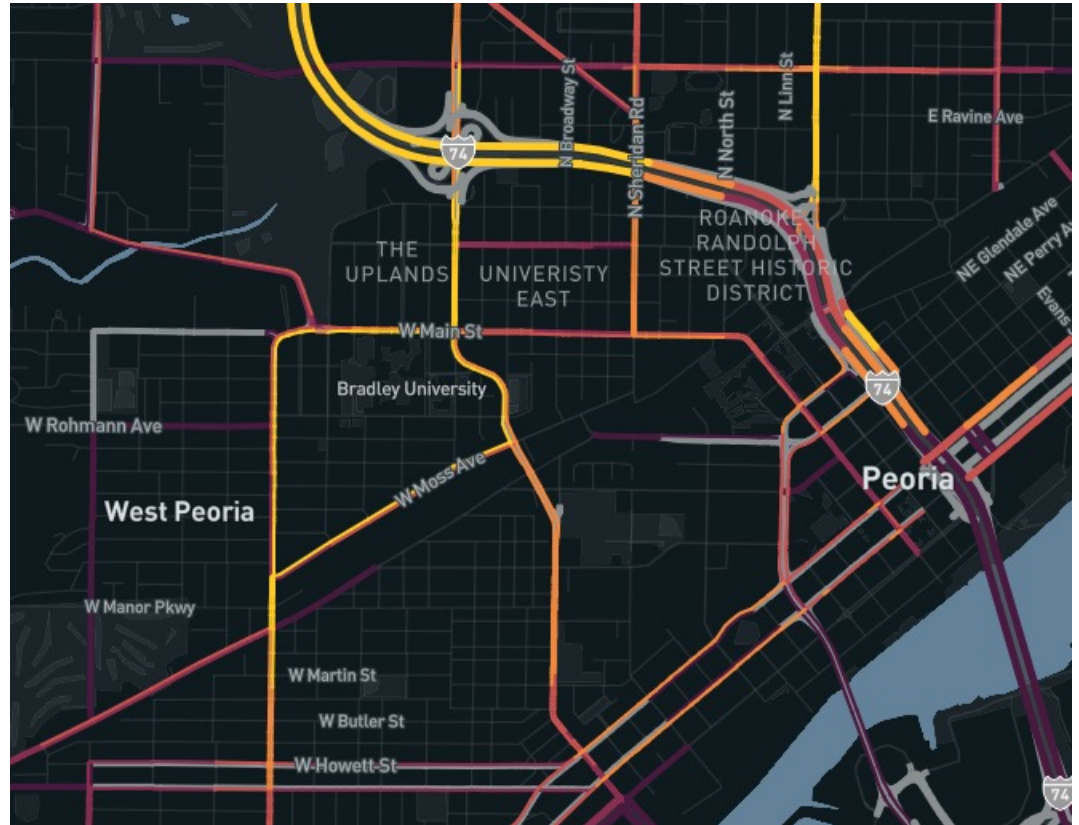 N Linn St
N Broadway St
N North St
N Sheridan Rd
E Ravine Ave
74
ROANOKE
RANDOLPH
STREET HISTORIC
DISTRICT
NE Glendale Ave
NE Perry Av
Evans
THE
UPLANDS
UNIVERISTY
EAST
W Main St
Bradley University
74
W Rohmann Ave
W Moss Ave
Peoria
West Peoria
W Manor Pkwy
W Martin St
W Butler St
W Howett St
74